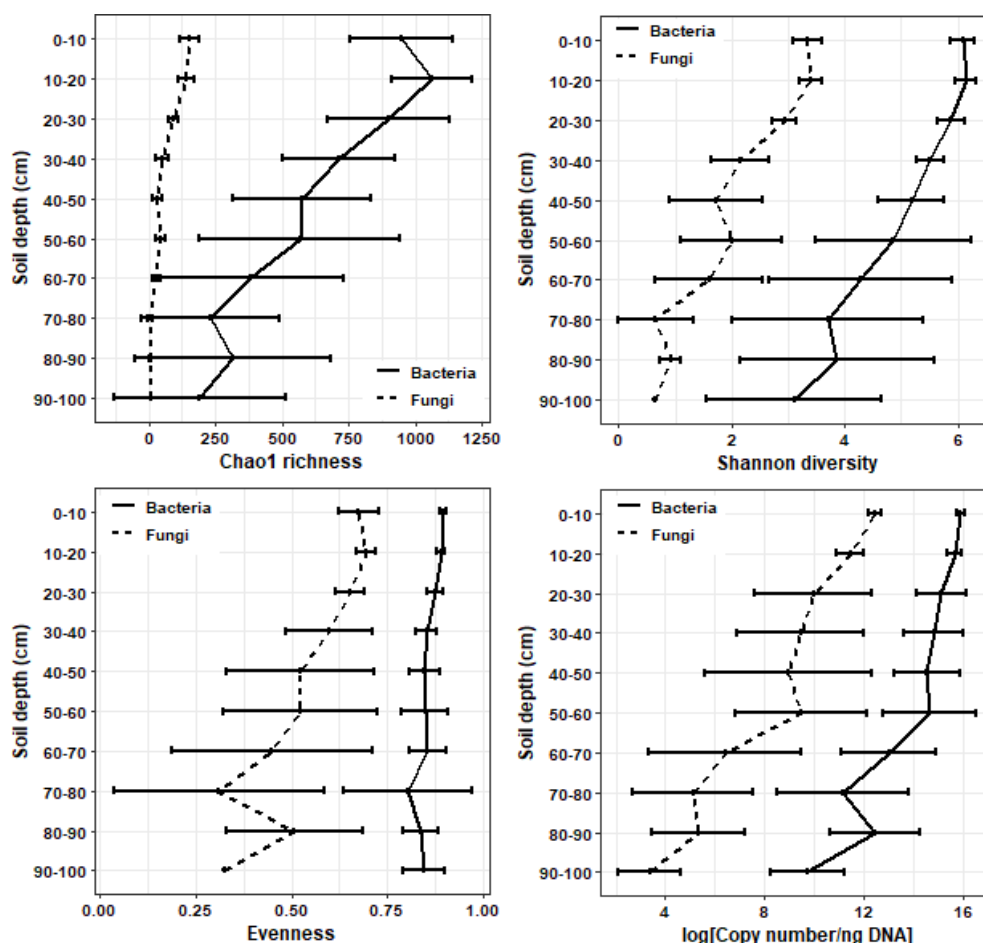 0-10
10-20
20-30
30-40
40-50
50-60
60-70
70-80
80-90
90-100
Soil depth (cm)
Bacteria
Fungi
0 250 500 750 1000 1250
Chao1 richness
Bacteria
Fungi
0-10
10-20
20-30
30-40
40-50
50-60
60-70
70-80
80-90
90-100
Soil depth (cm)
0 2 4 6
Shannon diversity
Bacteria
Fungi
0-10
10-20
20-30
30-40
40-50
50-60
60-70
70-80
80-90
90-100
Soil depth (cm)
0.00 0.25 0.50 0.75 1.00
Evenness
Bacteria
Fungi
0-10
10-20
20-30
30-40
40-50
50-60
60-70
70-80
80-90
90-100
Soil depth (cm)
4 8 12 16
log[Copy number/ng DNA]